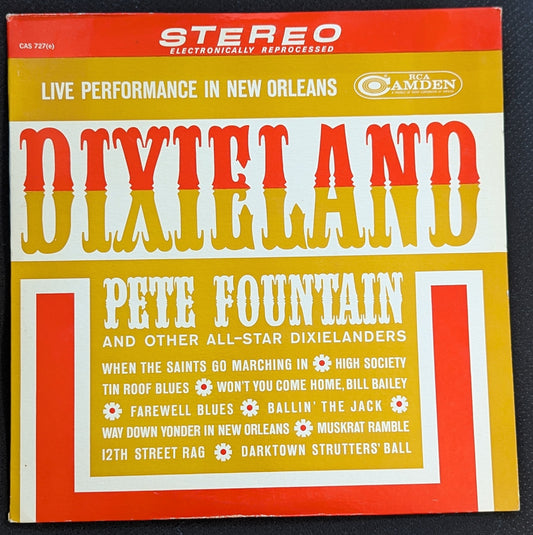 STEREO
ELECTRONICALLY REPROCESSED
CAS 727(e)
LIVE PERFORMANCE IN NEW ORLEANS
RCA
CAMDEN
DIXIELAND
PETE FOUNTAIN
AND OTHER ALL-STAR DIXIELANDERS
WHEN THE SAINTS GO MARCHING IN HIGH SOCIETY
TIN ROOF BLUES WON'T YOU COME HOME, BILL BAILEY
FAREWELL BLUES BALLIN' THE JACK
WAY DOWN YONDER IN NEW ORLEANS MUSKRAT RAMBLE
12TH STREET RAG DARKTOWN STRUTTERS' BALL